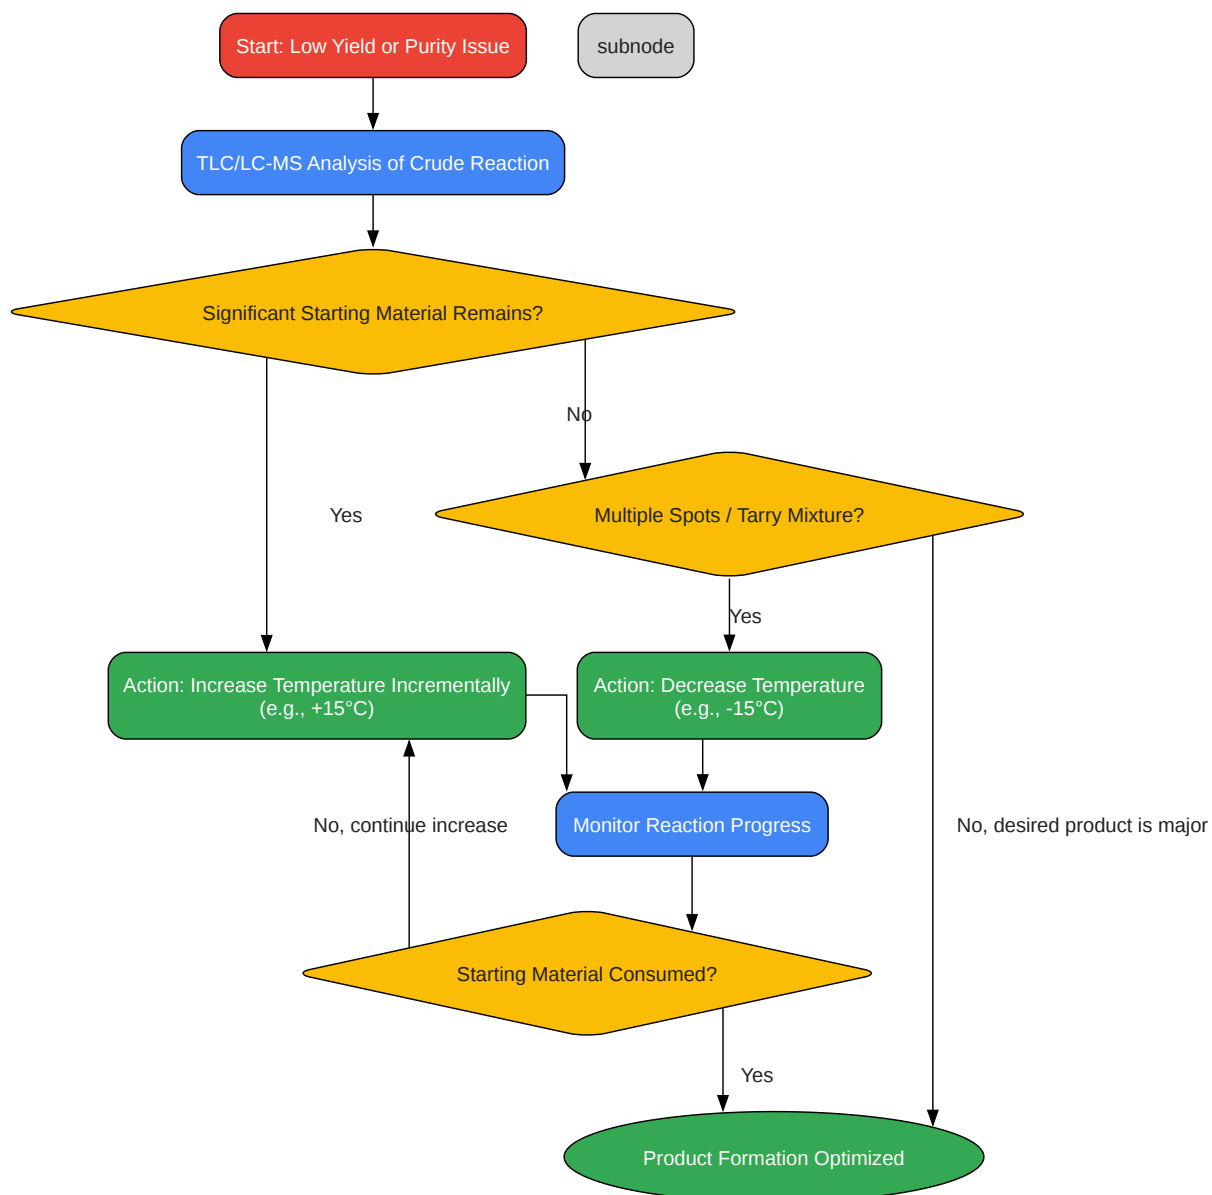 Start: Low Yield or Purity Issue
subnode
TLC/LC-MS Analysis of Crude Reaction
Significant Starting Material Remains?
No
Yes
Multiple Spots / Tarry Mixture?
Yes
Action: Increase Temperature Incrementally
(e.g., +15°C)
Action: Decrease Temperature
(e.g., -15°C)
No, continue increase
Monitor Reaction Progress
No, desired product is major
Starting Material Consumed?
Yes
Product Formation Optimized